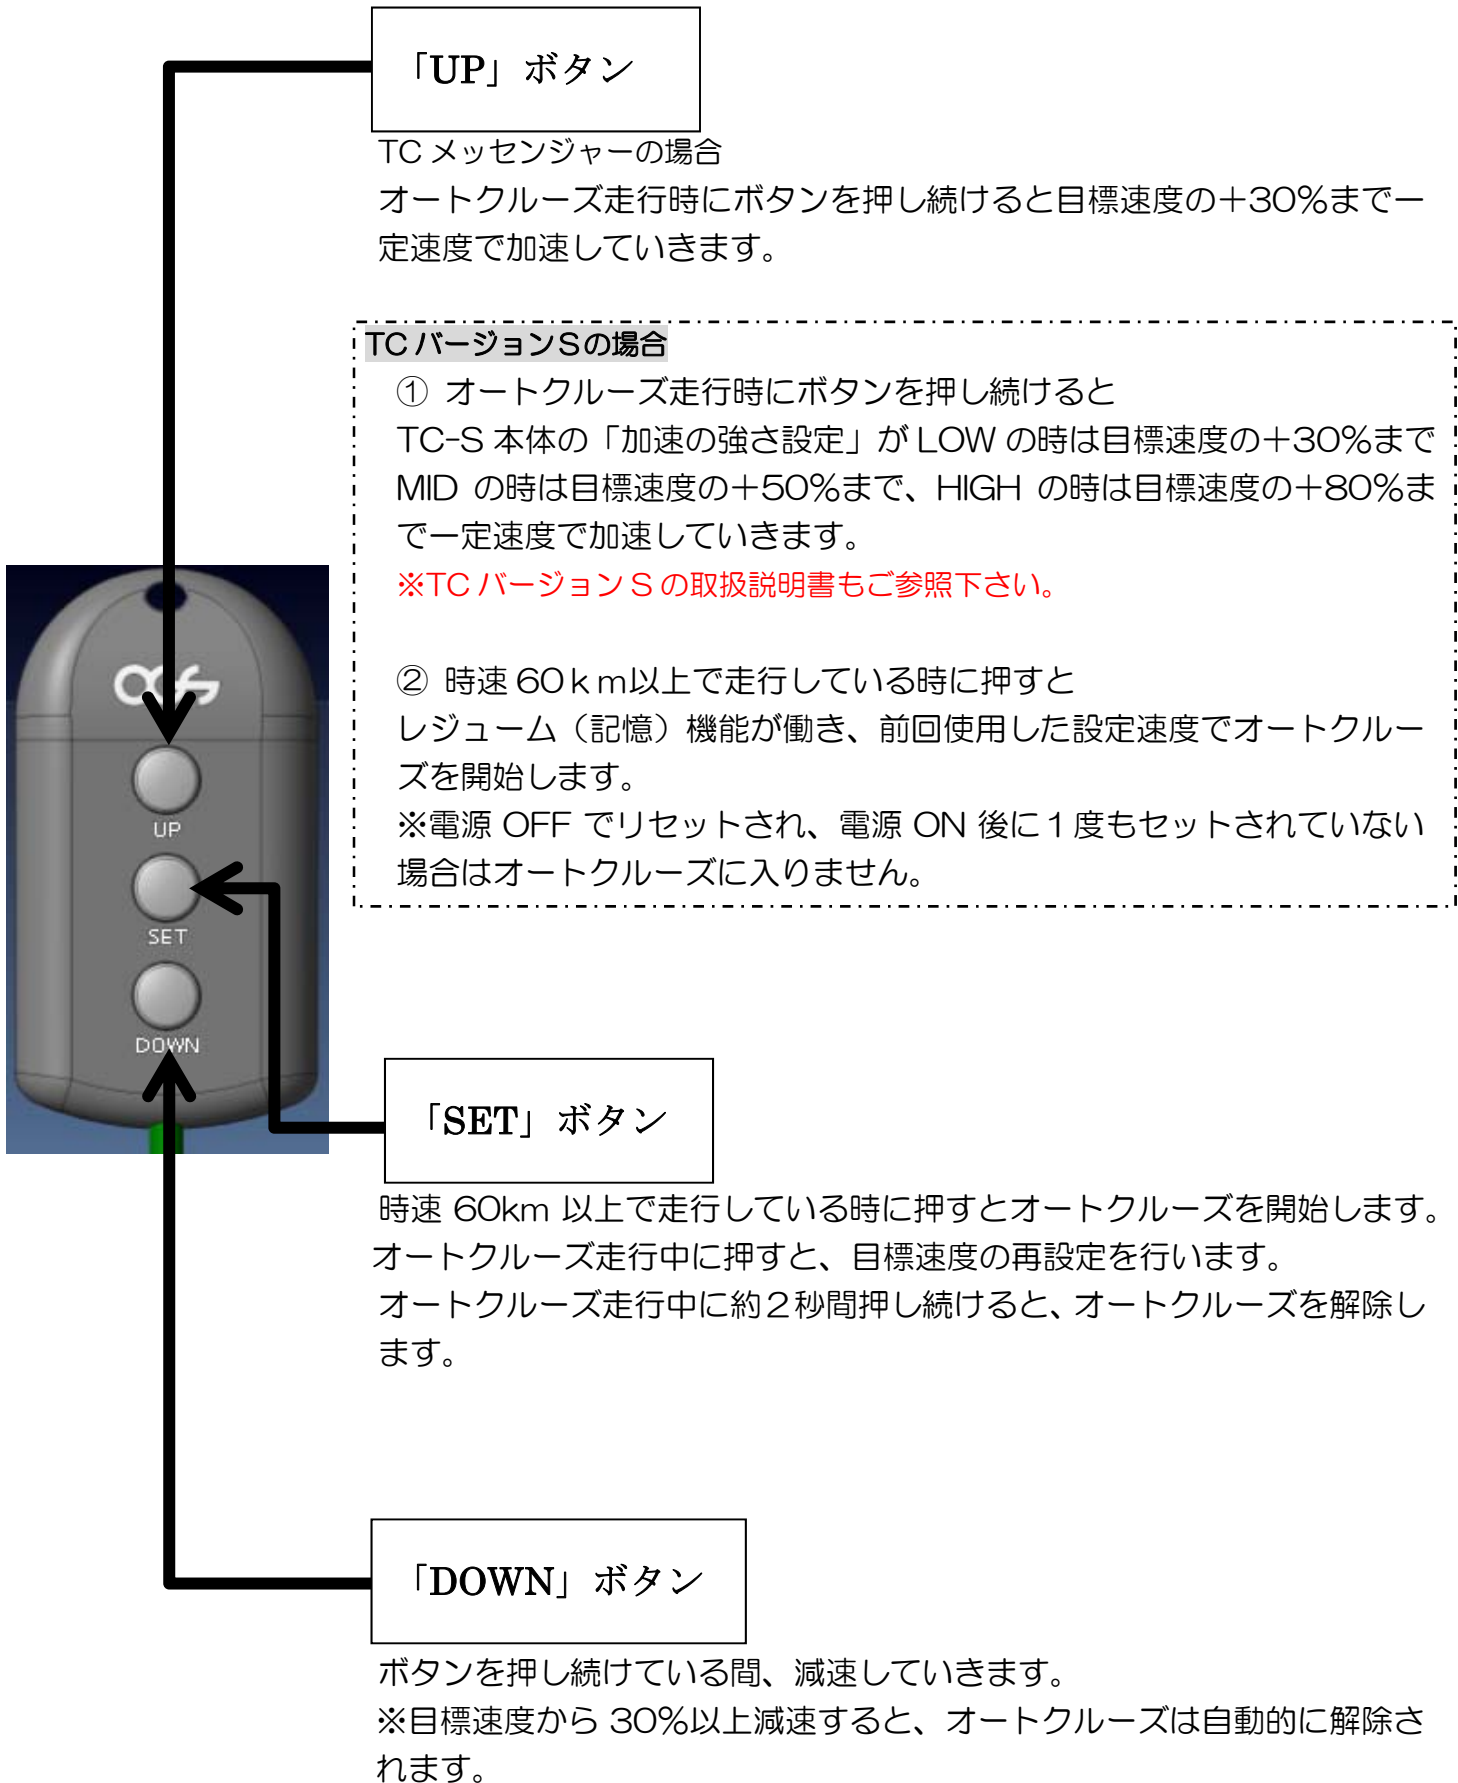 「UP」ボタン
TCメッセンジャーの場合
オートクルーズ走行時にボタンを押し続けると目標速度の＋30％まで一
定速度で加速していきます。
TCバージョンSの場合
① オートクルーズ走行時にボタンを押し続けると
TC-S 本体の「加速の強さ設定」が LOW の時は目標速度の＋30％まで
MID の時は目標速度の＋50％まで、HIGH の時は目標速度の＋80％ま
で一定速度で加速していきます。
※TCバージョンSの取扱説明書もご参照下さい。
② 時速 60ｋｍ以上で走行している時に押すと
レジューム（記憶）機能が働き、前回使用した設定速度でオートクルー
ズを開始します。
※電源 OFF でリセットされ、電源 ON 後に１度もセットされていない
場合はオートクルーズに入りません。
UP
SET
DOWN
「SET」ボタン
時速 60km 以上で走行している時に押すとオートクルーズを開始します。
オートクルーズ走行中に押すと、目標速度の再設定を行います。
オートクルーズ走行中に約２秒間押し続けると、オートクルーズを解除し
ます。
「DOWN」ボタン
ボタンを押し続けている間、減速していきます。
※目標速度から 30％以上減速すると、オートクルーズは自動的に解除さ
れます。